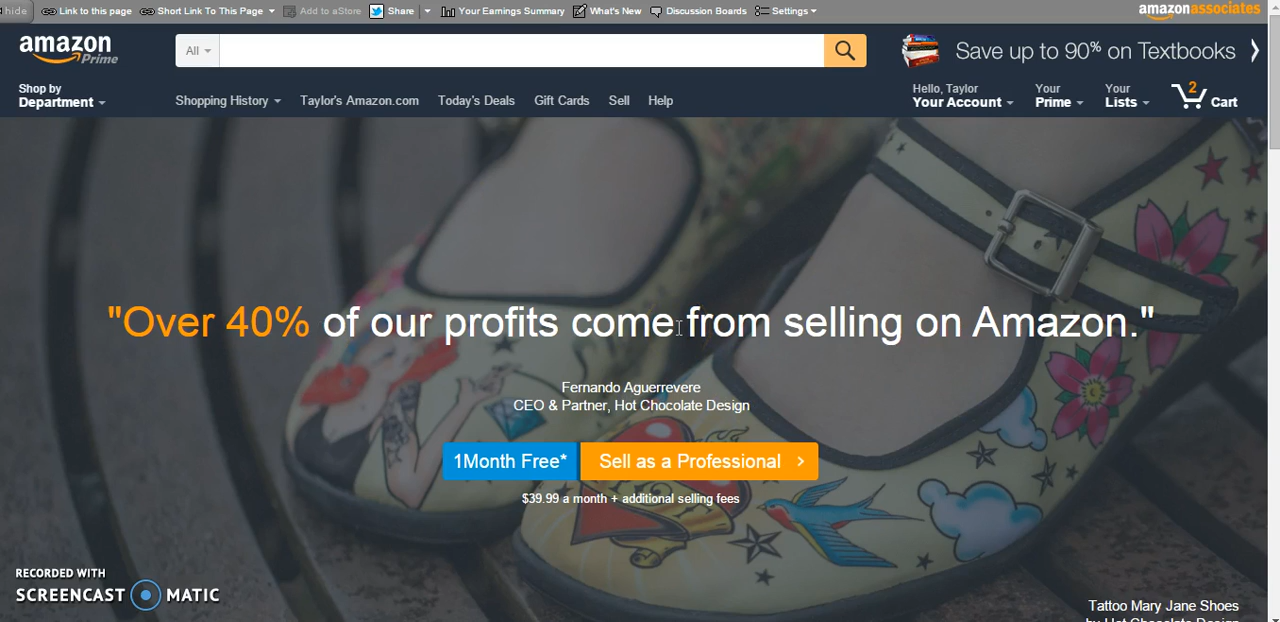 hide Link to this page Short Link To This Page Add to aStore Share Your Earnings Summary What's New Discussion Boards Settings amazonassociates
amazon Prime All Save up to 90% on Textbooks
Shop by
Department Shopping History Taylor's Amazon.com Today's Deals Gift Cards Sell Help
Hello, Taylor
Your Account
Your
Prime
Your
Lists
2
Cart
"Over 40% of our profits come from selling on Amazon."
Fernando Aguerrevere
CEO & Partner, Hot Chocolate Design
1Month Free* Sell as a Professional
$39.99 a month + additional selling fees
RECORDED WITH
SCREENCAST MATIC
Tattoo Mary Jane Shoes
by Hot Chocolate Design